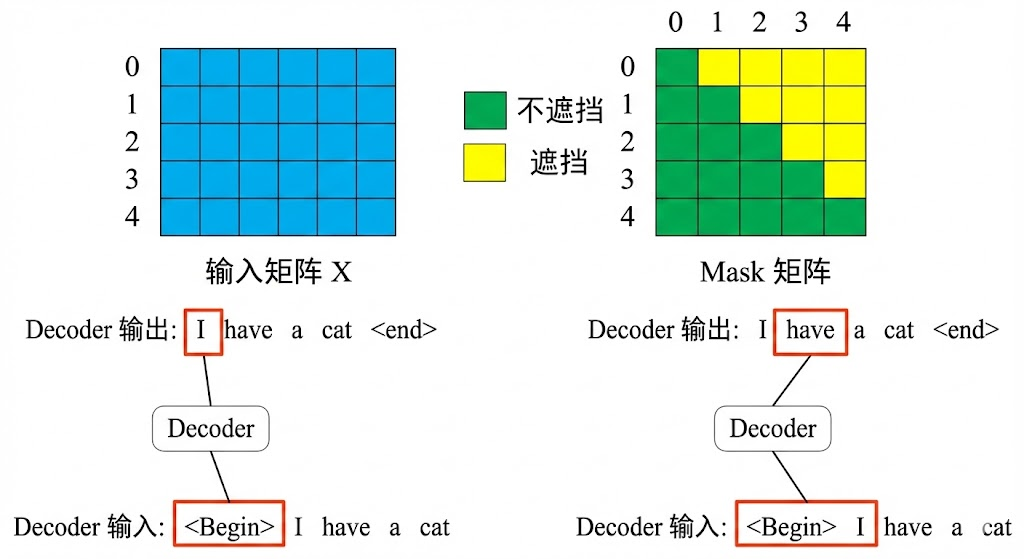 0 1 2 3 4
0
1
2
3
4
不遮挡
遮挡
0
1
2
3
4
输入矩阵 X
Mask 矩阵
Decoder 输出: I have a cat <end>
Decoder
Decoder 输入: <Begin> I have a cat
Decoder 输出: I have a cat <end>
Decoder
Decoder 输入: <Begin> I have a cat